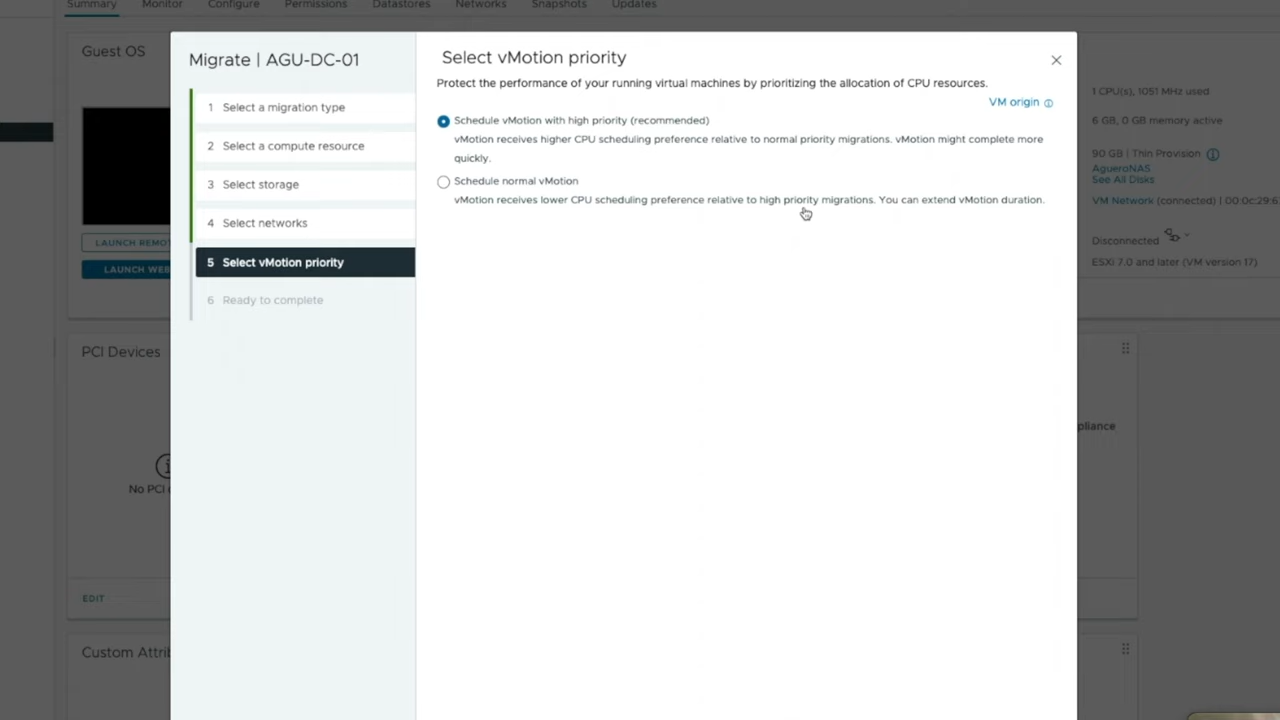 Summary Monitor Configure Permissions Datastores Networks Snapshots Updates
Guest OS
LAUNCH REMO
LAUNCH WEB
PCI Devices
No PCI
EDIT
Custom Attri
Migrate | AGU-DC-01
1 Select a migration type
2 Select a compute resource
3 Select storage
4 Select networks
5 Select vMotion priority
6 Ready to complete
Select vMotion priority
Protect the performance of your running virtual machines by prioritizing the allocation of CPU resources.
VM origin
Schedule vMotion with high priority (recommended)
vMotion receives higher CPU scheduling preference relative to normal priority migrations. vMotion might complete more
quickly.
Schedule normal vMotion
vMotion receives lower CPU scheduling preference relative to high priority migrations. You can extend vMotion duration.
1 CPU(s), 1051 MHz used
6 GB, 0 GB memory active
90 GB | Thin Provision
AgueroNAS
See All Disks
VM Network (connected) | 00:0c:29:6
Disconnected
ESXi 7.0 and later (VM version 17)
pliance